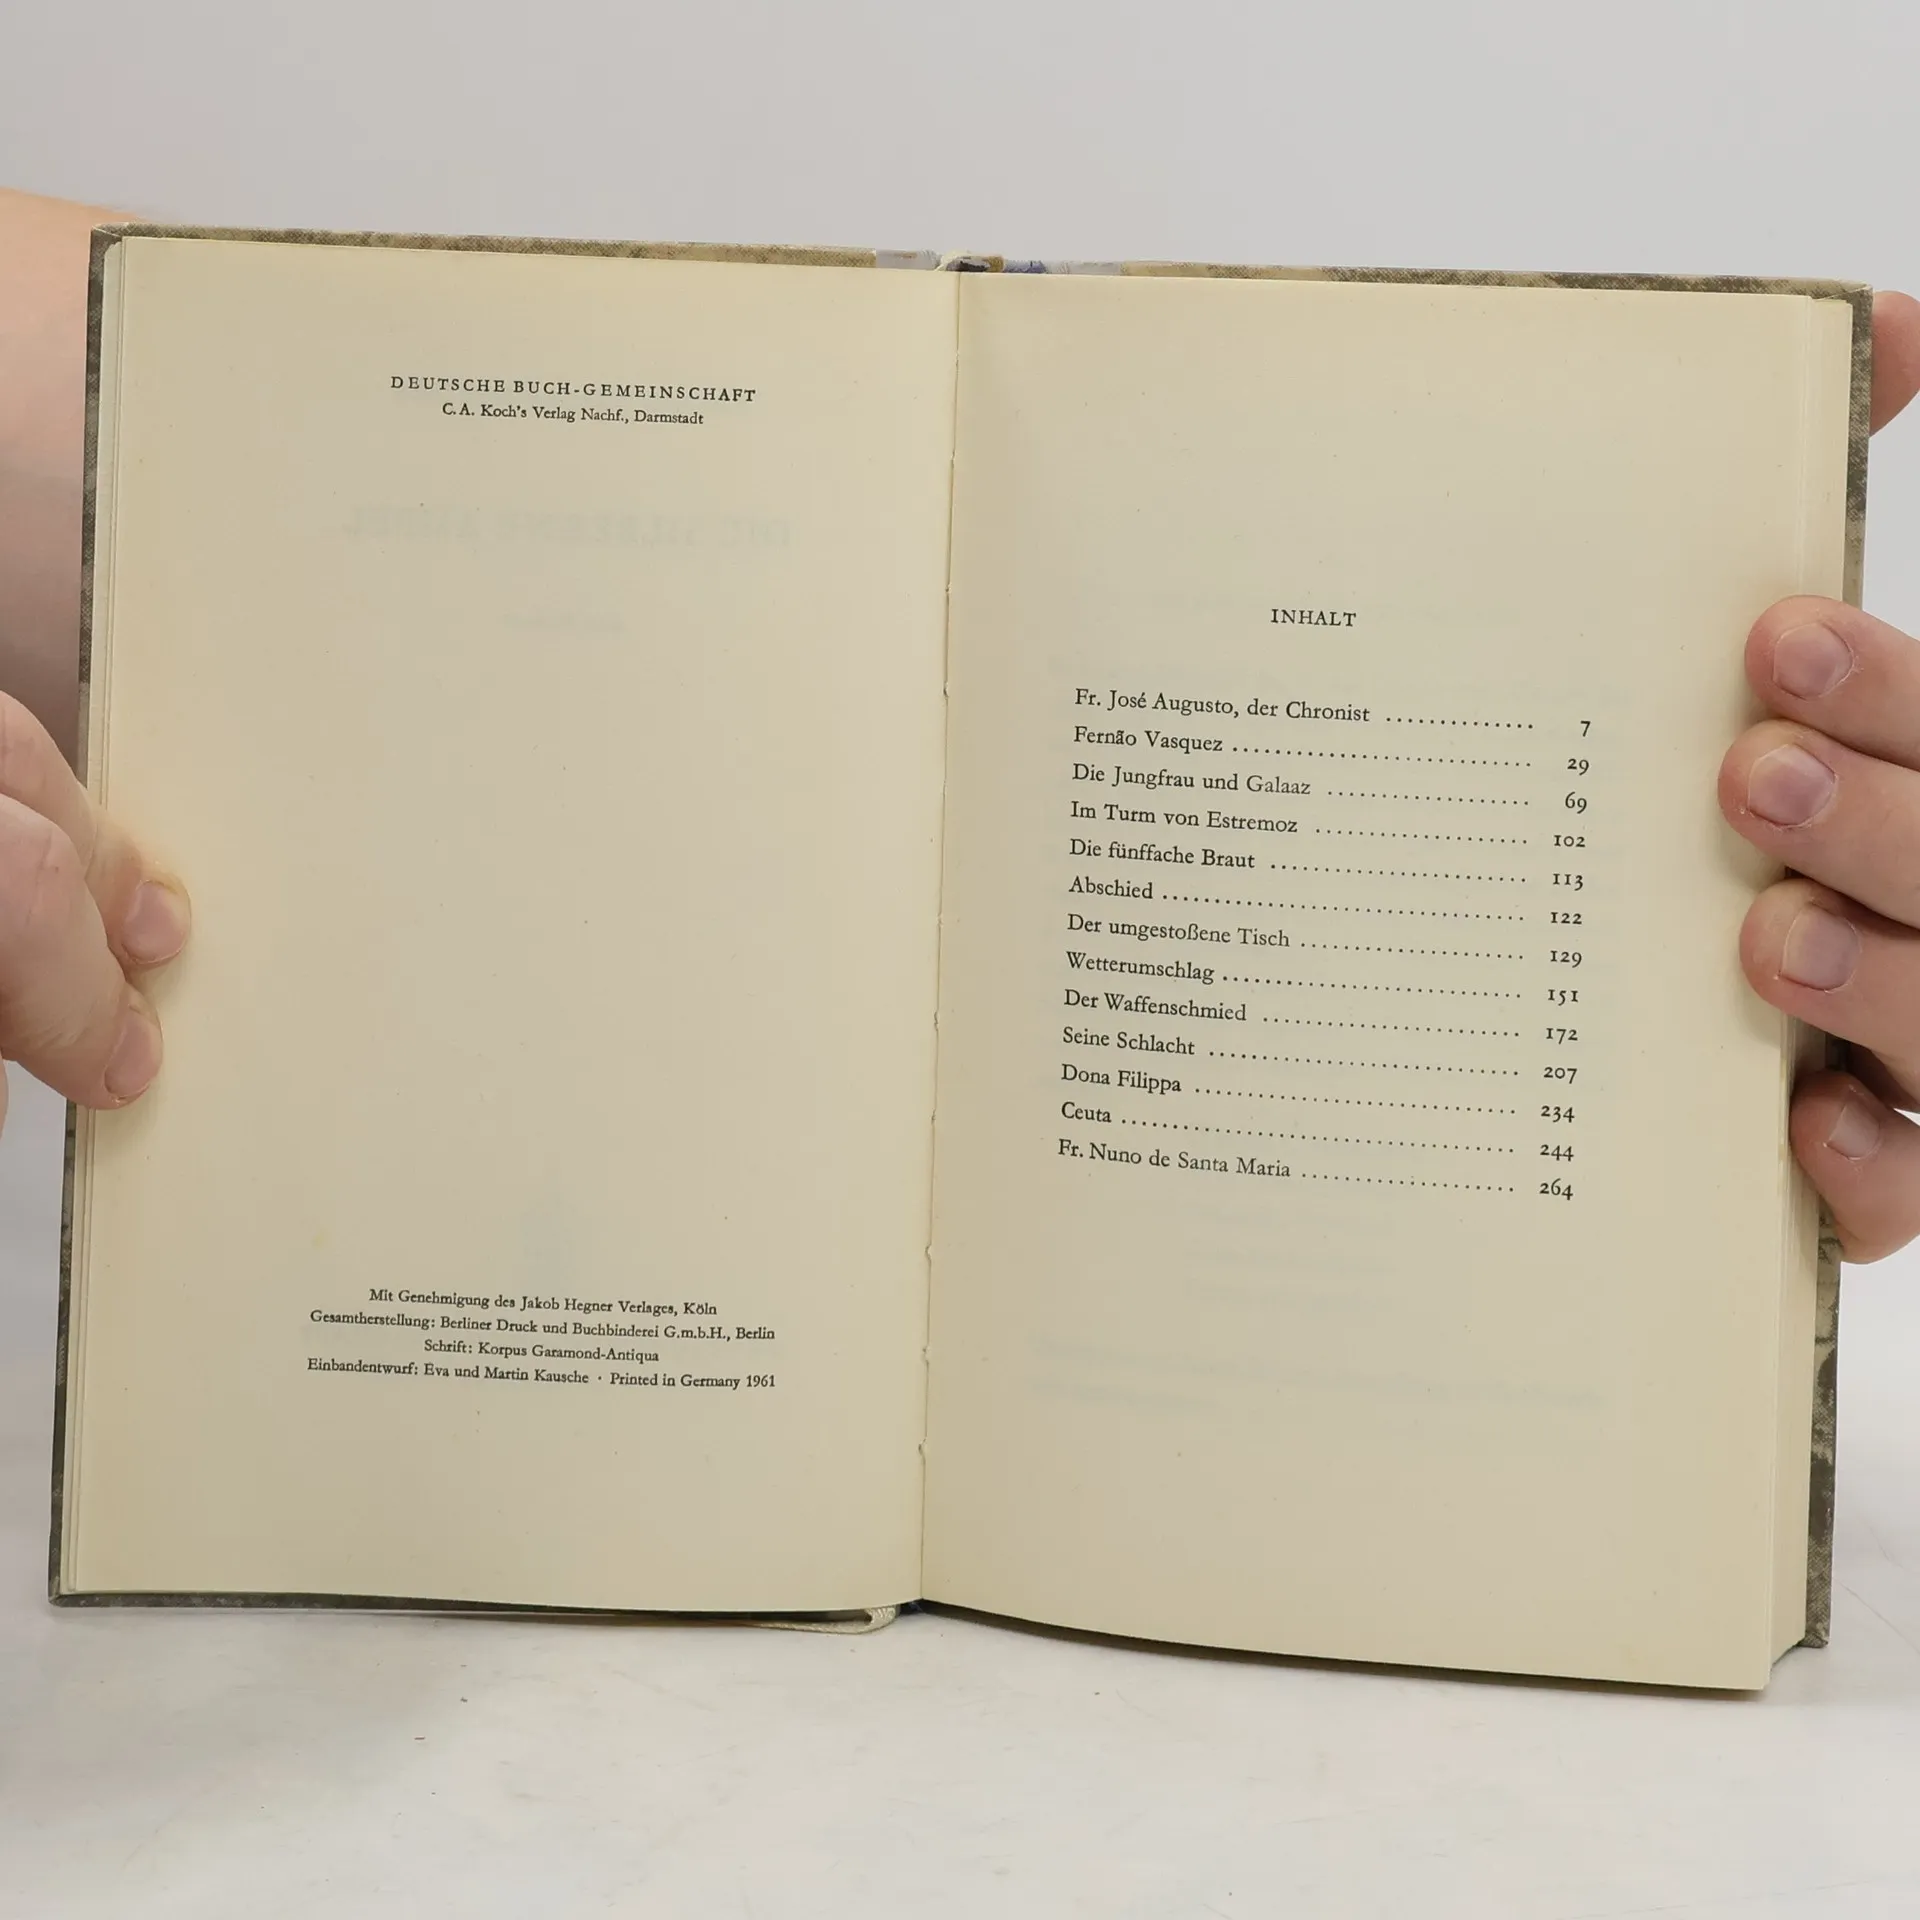 DEUTSCHE BUCH-GEMEINSCHAFT
C. A. Koch's Verlag Nachf., Darmstadt
Mit Genehmigung des Jakob Hegner Verlages, Köln
Gesamtherstellung: Berliner Druck und Buchbinderei G.m.b.H., Berlin
Schrift: Korpus Garamond-Antiqua
Einbandentwurf: Eva und Martin Kausche · Printed in Germany 1961
INHALT
Fr. José Augusto, der Chronist .............. 7
Fernão Vasquez ............................. 29
Die Jungfrau und Galaaz ................... 69
Im Turm von Estremoz .................... 102
Die fünffache Braut ........................ 113
Abschied .................................. 122
Der umgestoßene Tisch ..................... 129
Wetterumschlag ............................ 151
Der Waffenschmied ........................ 172
Seine Schlacht ............................. 207
Dona Filippa .............................. 234
Ceuta ..................................... 244
Fr. Nuno de Santa Maria .................... 264